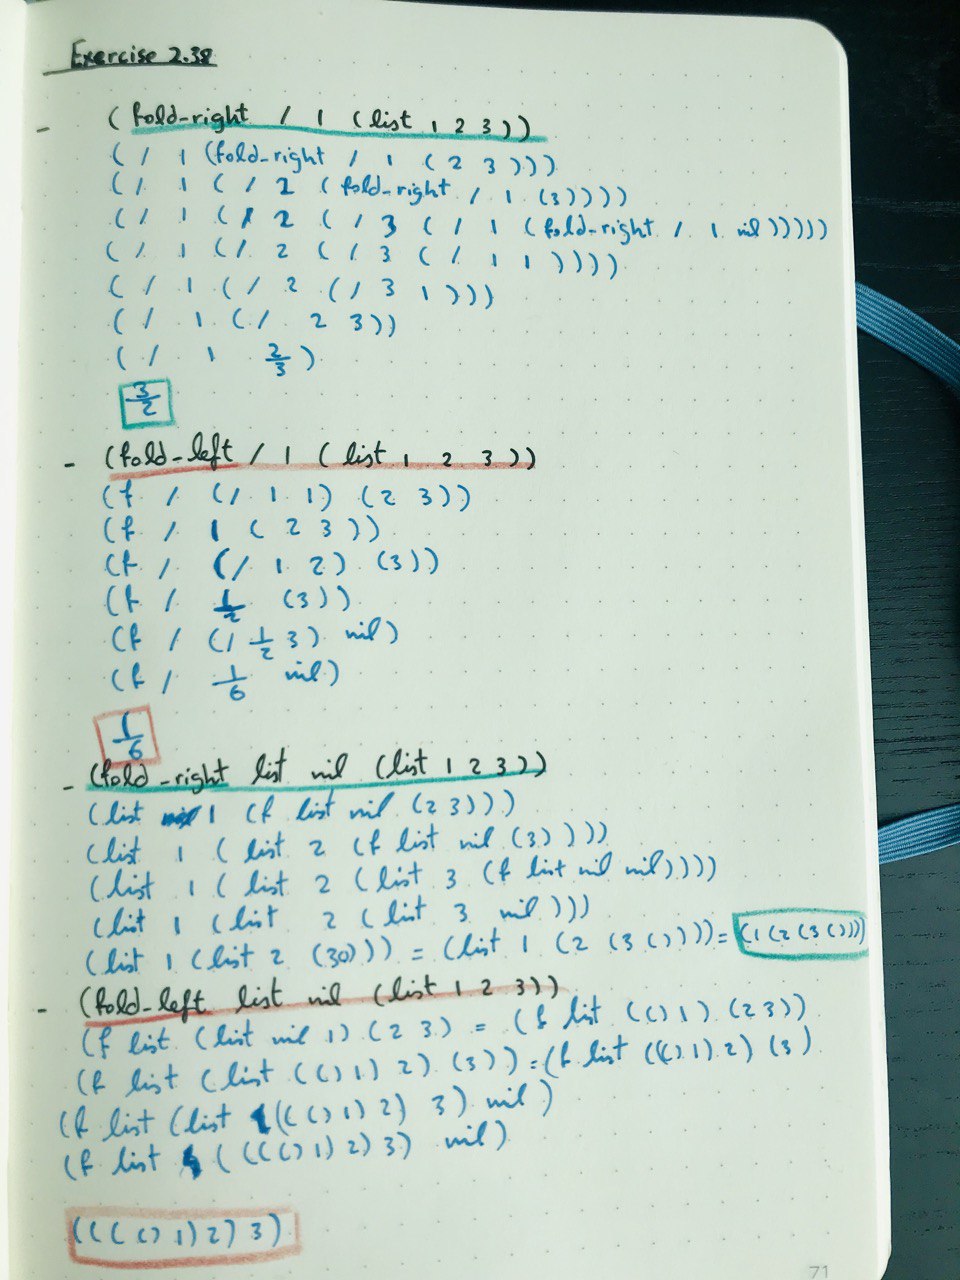 Exercise 2.38
- (fold-right / 1 (list 1 2 3))
(/ 1 (fold-right / 1 (2 3)))
(/ 1 (/ 2 (fold-right / 1 (3))))
(/ 1 (/ 2 (/ 3 (/ 1 (fold-right / 1 nil)))))
(/ 1 (/ 2 (/ 3 (/ 1 1))))
(/ 1 (/ 2 (/ 3 1)))
(/ 1 (/ 2 3))
(/ 1 2/3)
3/2
- (fold-left / 1 (list 1 2 3))
(f / (/ 1 1) (2 3))
(f / 1 (2 3))
(f / (/ 1 2) (3))
(f / 1/2 (3))
(f / (/ 1/2 3) nil)
(f / 1/6 nil)
1/6
- (fold-right list nil (list 1 2 3))
(list 1 (f list nil (2 3)))
(list 1 (list 2 (f list nil (3))))
(list 1 (list 2 (list 3 (f list nil nil))))
(list 1 (list 2 (list 3 nil)))
(list 1 (list 2 (3()))) = (list 1 (2 (3 ()))) = (1 (2 (3 ())))
- (fold-left list nil (list 1 2 3))
(f list (list nil 1) (2 3) = (f list (() 1) (2 3))
(f list (list (() 1) 2) (3)) = (f list ((() 1) 2) (3)
(f list (list ((() 1) 2) 3) nil)
(f list ((((() 1) 2) 3) nil)
(((() 1) 2) 3)
71